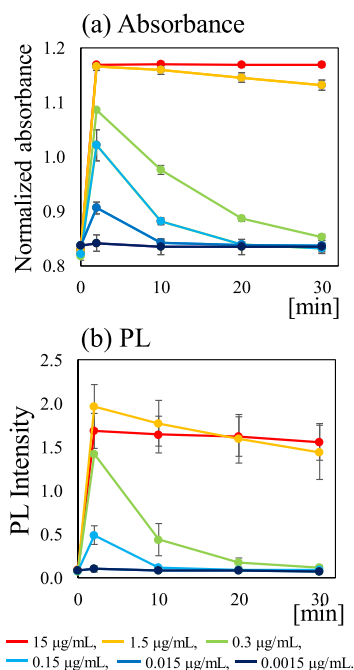 (a) Absorbance
Normalized absorbance
1.2
1.1
1.0
0.9
0.8
0 10 20 30
[min]
(b) PL
PL Intensity
2.5
2.0
1.5
1.0
0.5
0.0
0 10 20 30
[min]
15 μg/mL, 1.5 μg/mL, 0.3 μg/mL,
0.15 μg/mL, 0.015 μg/mL, 0.0015 μg/mL